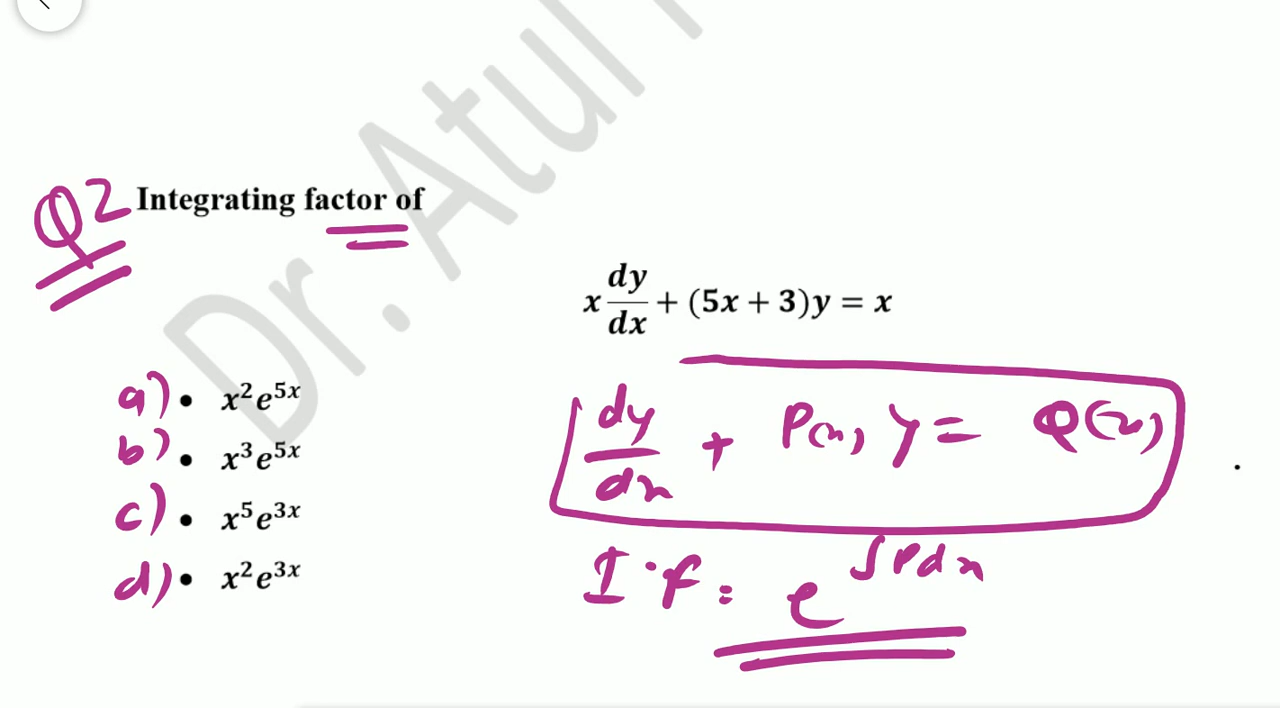 Dr. Atul
Q2 Integrating factor of
x dy/dx + (5x + 3)y = x
a) • x²e⁵ˣ
b) • x³e⁵ˣ
c) • x⁵e³ˣ
d) • x²e³ˣ
dy/dx + P(x) y = Q(x)
I.f = e^∫Pdx